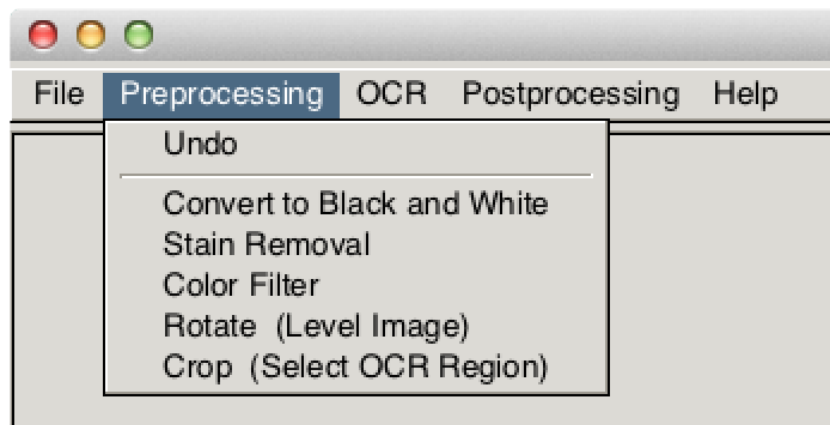 File Preprocessing OCR Postprocessing Help
Undo
Convert to Black and White
Stain Removal
Color Filter
Rotate (Level Image)
Crop (Select OCR Region)